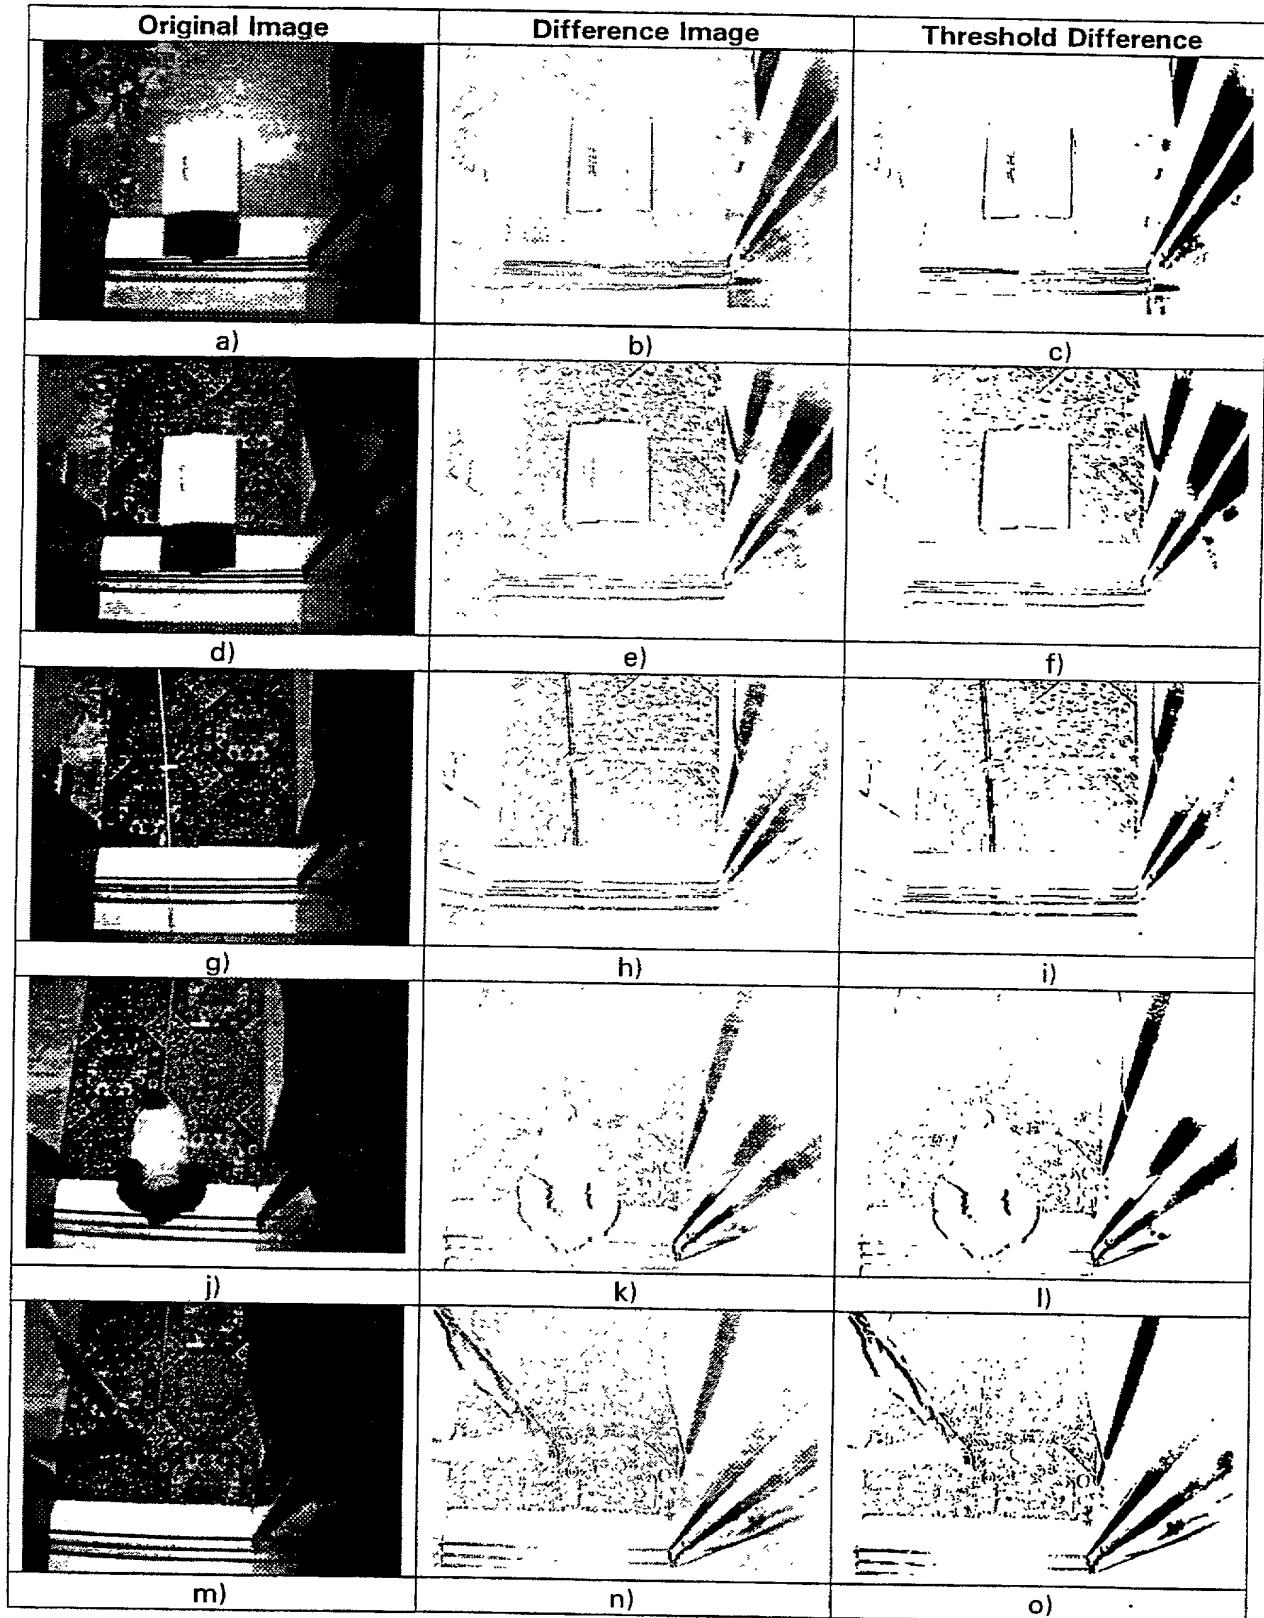 Original Image
Difference Image
Threshold Difference
a)
b)
c)
d)
e)
f)
g)
h)
i)
j)
k)
l)
m)
n)
o)